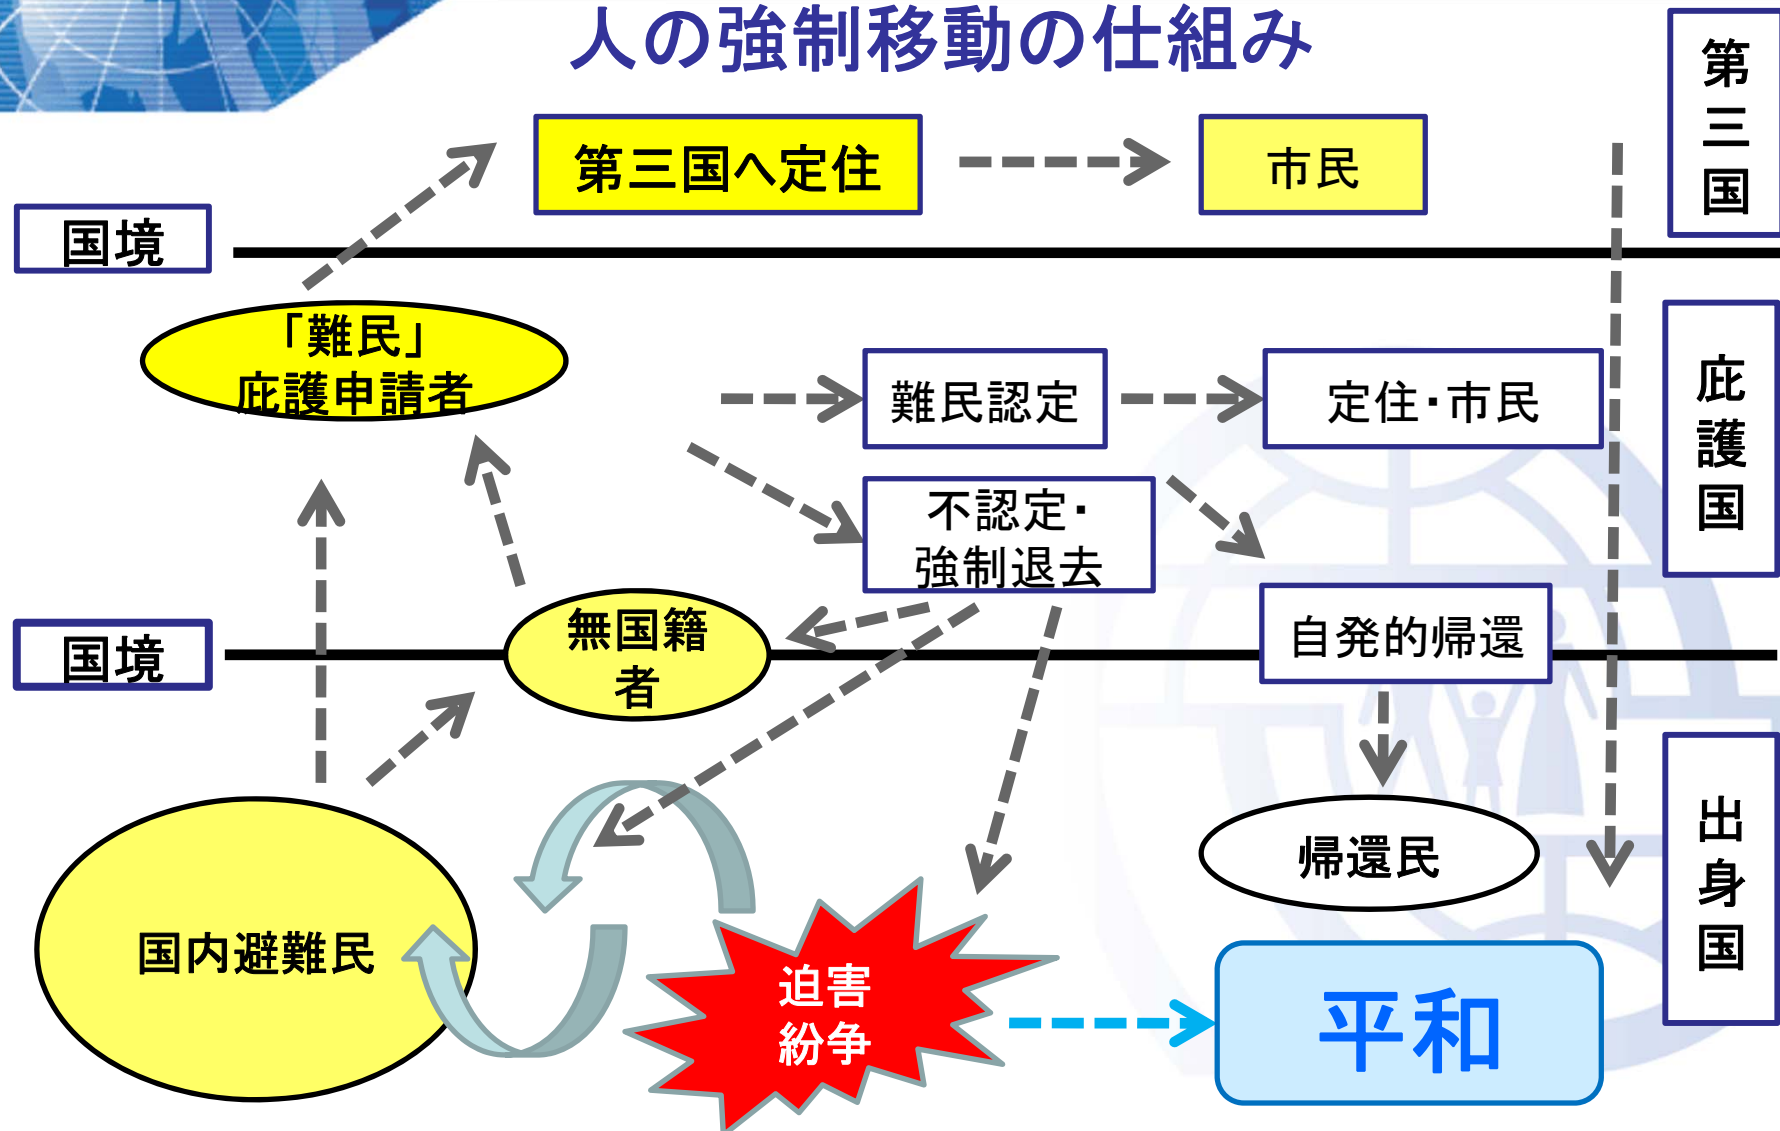 人の強制移動の仕組み
第三国
第三国へ定住
市民
国境
「難民」
庇護申請者
難民認定
定住・市民
庇護国
不認定・
強制退去
無国籍
者
国境
自発的帰還
出身国
帰還民
国内避難民
迫害
紛争
平和